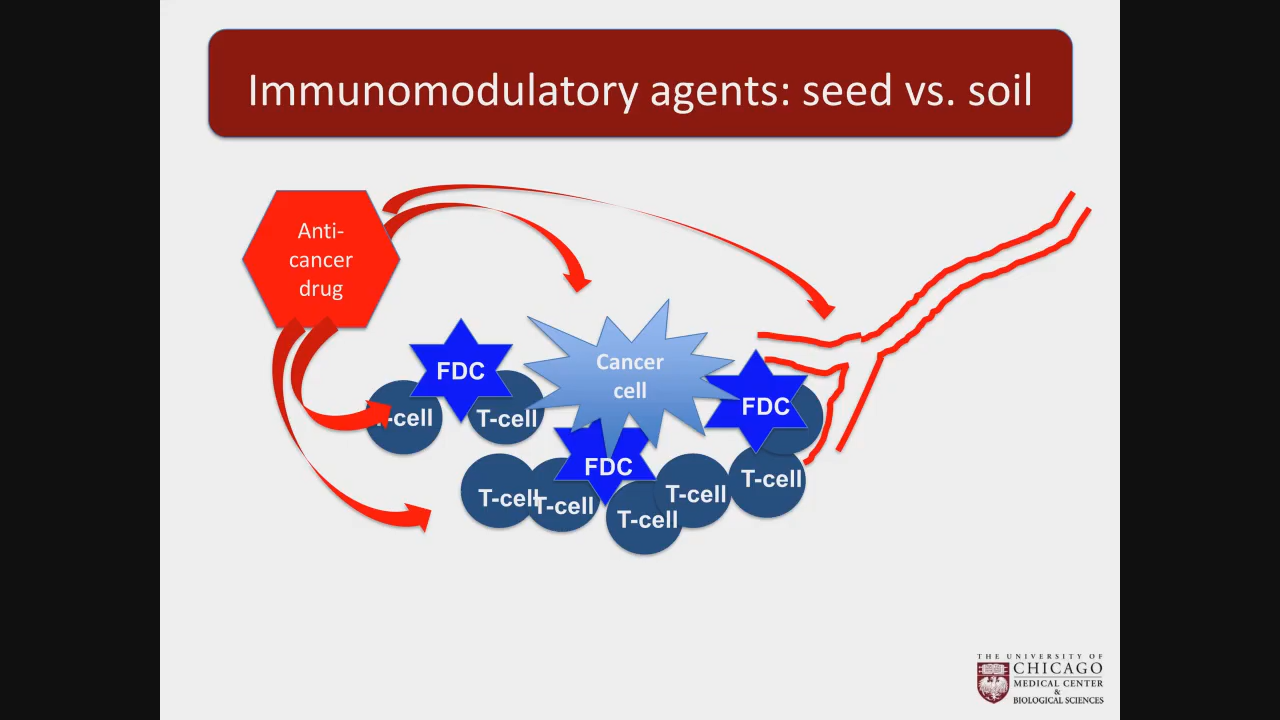 Immunomodulatory agents: seed vs. soil
Anti-
cancer
drug
FDC
T-cell
T-cell
Cancer
cell
FDC
FDC
T-cell
T-cell
T-cell
T-cell
T-cell
THE UNIVERSITY OF
CHICAGO
MEDICAL CENTER
&
BIOLOGICAL SCIENCES